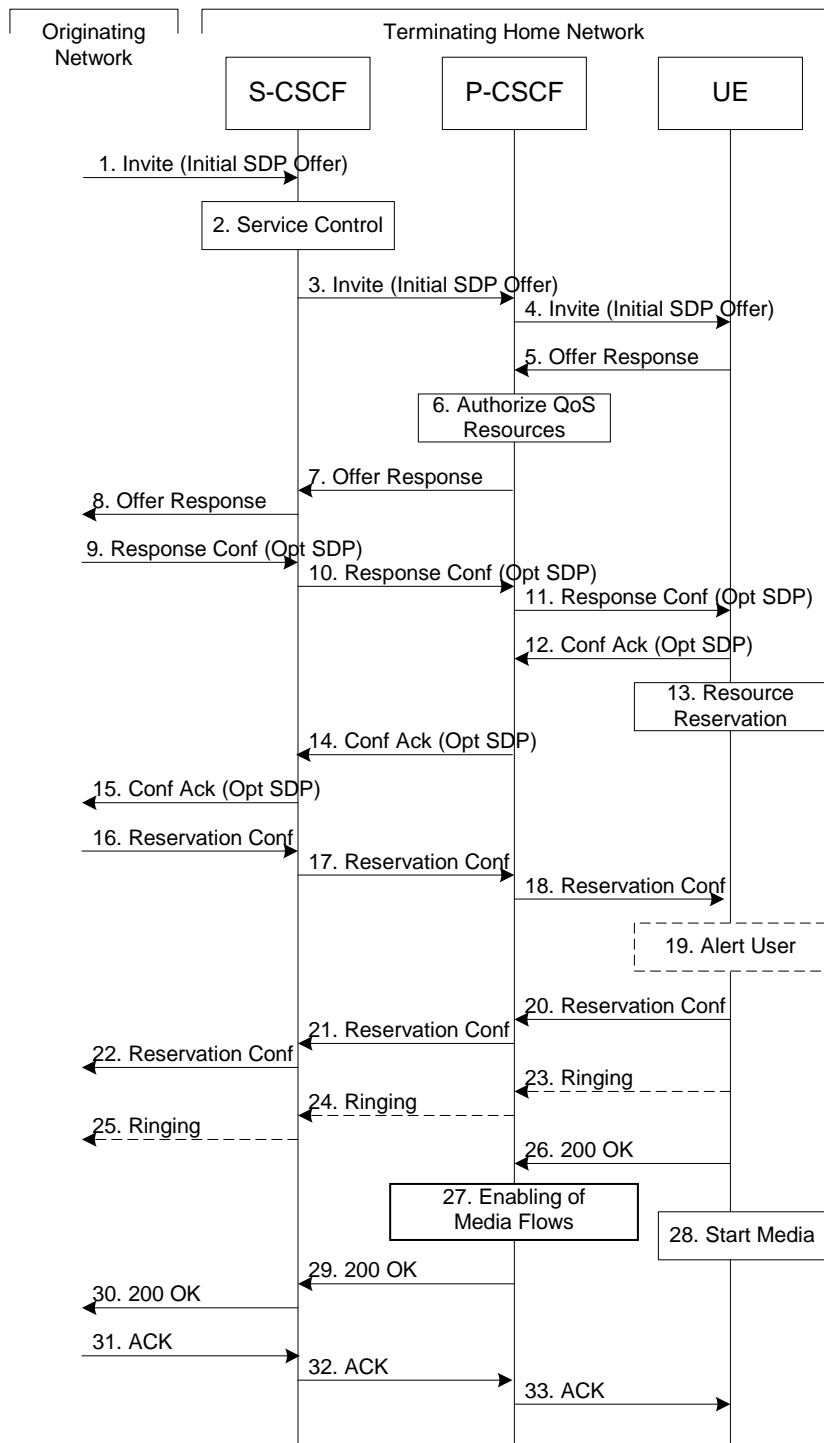 Originating
Network
Terminating Home Network
S-CSCF
P-CSCF
UE
1. Invite (Initial SDP Offer)
2. Service Control
3. Invite (Initial SDP Offer)
4. Invite (Initial SDP Offer)
5. Offer Response
6. Authorize QoS
Resources
7. Offer Response
8. Offer Response
9. Response Conf (Opt SDP)
10. Response Conf (Opt SDP)
11. Response Conf (Opt SDP)
12. Conf Ack (Opt SDP)
13. Resource
Reservation
14. Conf Ack (Opt SDP)
15. Conf Ack (Opt SDP)
16. Reservation Conf
17. Reservation Conf
18. Reservation Conf
19. Alert User
20. Reservation Conf
21. Reservation Conf
22. Reservation Conf
23. Ringing
24. Ringing
25. Ringing
26. 200 OK
27. Enabling of
Media Flows
28. Start Media
29. 200 OK
30. 200 OK
31. ACK
32. ACK
33. ACK